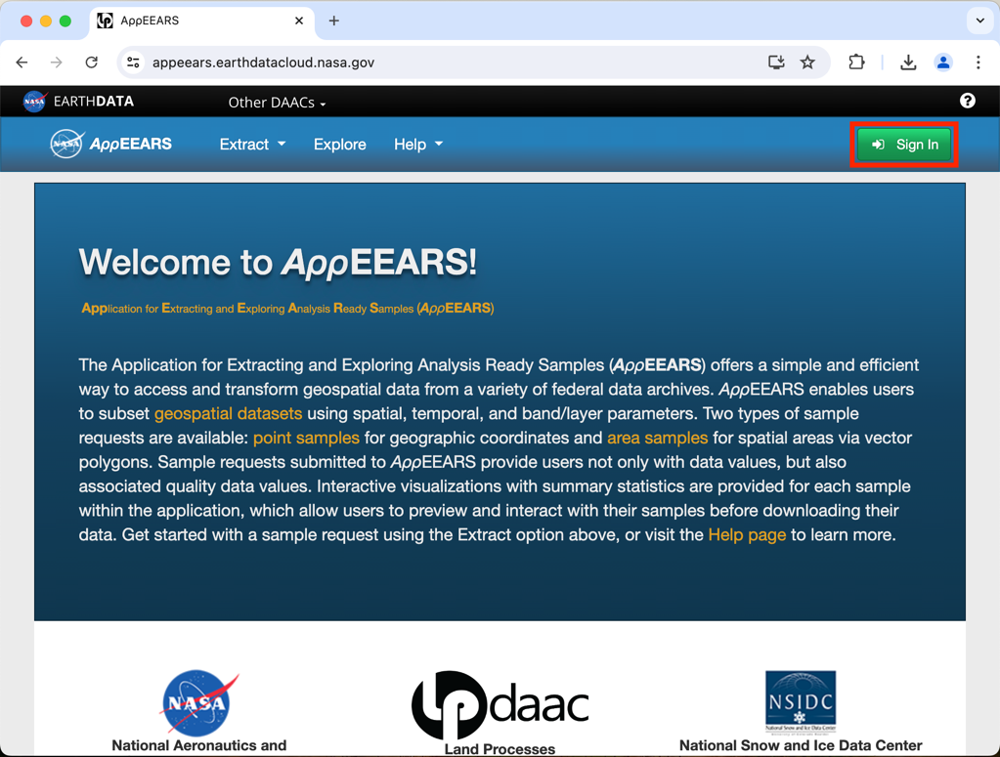 AppEEARS
appeears.earthdatacloud.nasa.gov
NASA EARTHDATA Other DAACs ?
NASA AppEEARS Extract Explore Help Sign In
Welcome to AppEEARS!
Application for Extracting and Exploring Analysis Ready Samples (AppEEARS)
The Application for Extracting and Exploring Analysis Ready Samples (AppEEARS) offers a simple and efficient
way to access and transform geospatial data from a variety of federal data archives. AppEEARS enables users
to subset geospatial datasets using spatial, temporal, and band/layer parameters. Two types of sample
requests are available: point samples for geographic coordinates and area samples for spatial areas via vector
polygons. Sample requests submitted to AppEEARS provide users not only with data values, but also
associated quality data values. Interactive visualizations with summary statistics are provided for each sample
within the application, which allow users to preview and interact with their samples before downloading their
data. Get started with a sample request using the Extract option above, or visit the Help page to learn more.
NASA
lp daac
NSIDC
National Snow and Ice Data Center
National Aeronautics and
Land Processes
National Snow and Ice Data Center